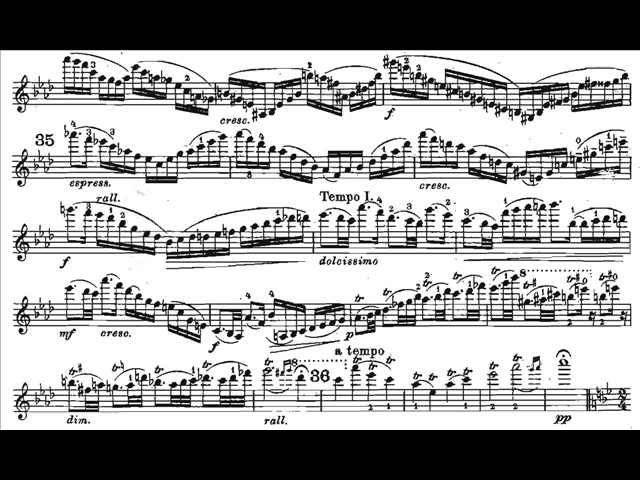 cresc. f
35
espress. cresc.
rall. Tempo I.
f dolcissimo
mf cresc. f p
a tempo
36
dim. rall. pp